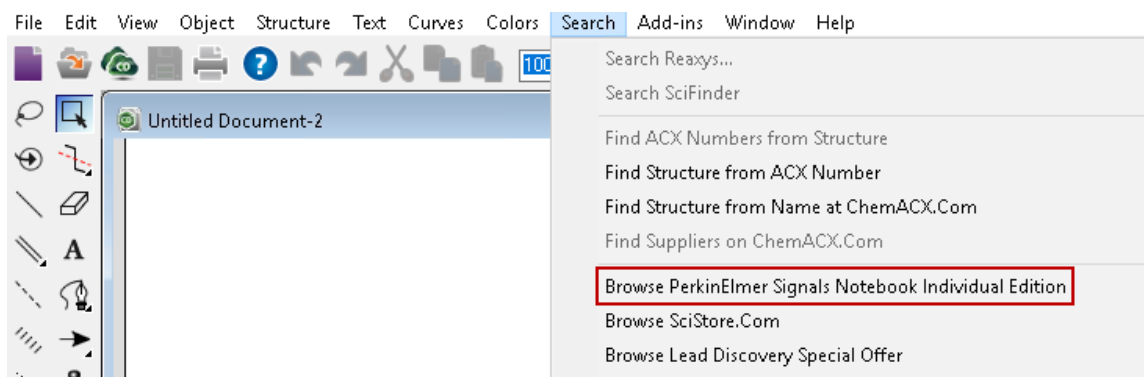 File Edit View Object Structure Text Curves Colors Search Add-ins Window Help
100
Search Reaxys...
Search SciFinder
Untitled Document-2
Find ACX Numbers from Structure
Find Structure from ACX Number
Find Structure from Name at ChemACX.Com
Find Suppliers on ChemACX.Com
Browse PerkinElmer Signals Notebook Individual Edition
Browse SciStore.Com
Browse Lead Discovery Special Offer
A